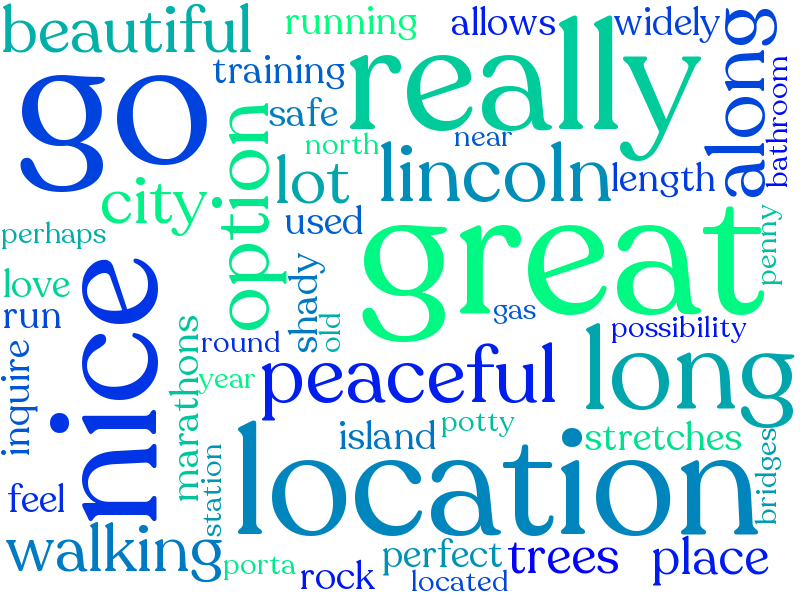 beautiful
running
allows
widely
along
go
training
really
bathroom
safe
option
north
near
city
lot
lincoln
length
used
great
penny
perhaps
love
run
nice
shady
old
gas
round
possibility
inquire
marathons
year
peaceful
long
island
potty
stretches
bridges
feel
station
location
walking
porta
rock
perfect
located
trees
place